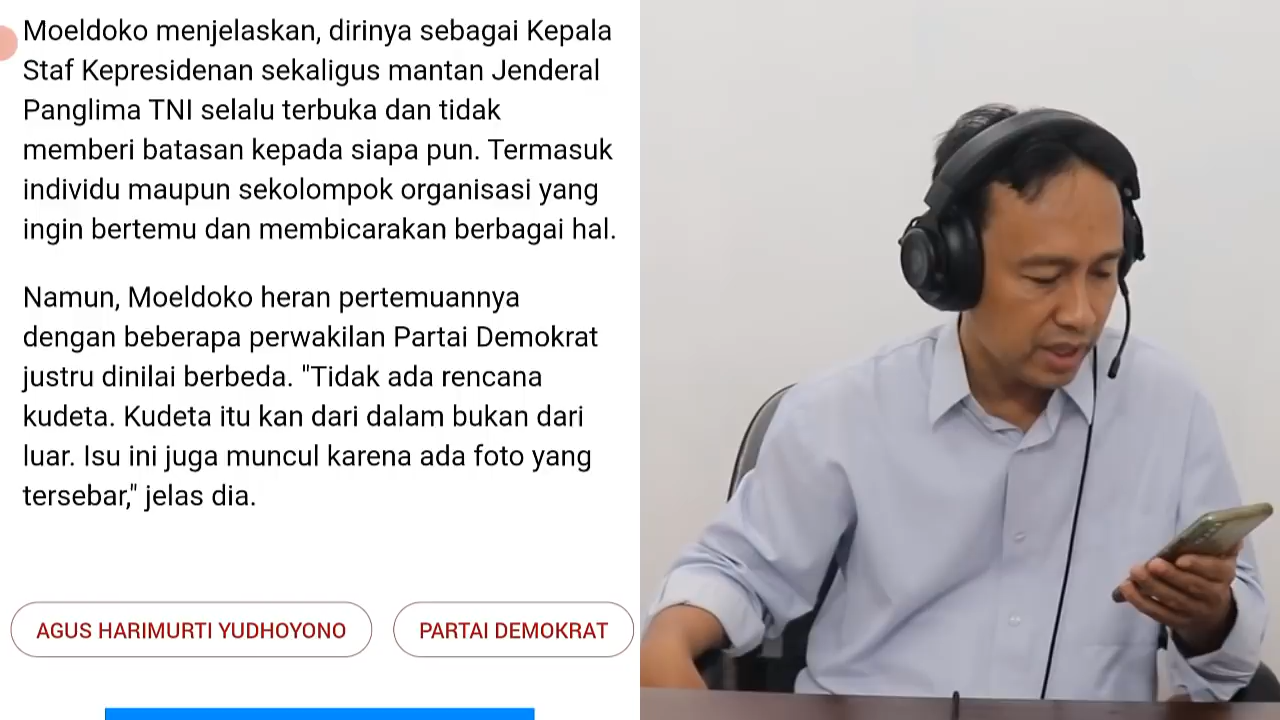 Moeldoko menjelaskan, dirinya sebagai Kepala
Staf Kepresidenan sekaligus mantan Jenderal
Panglima TNI selalu terbuka dan tidak
memberi batasan kepada siapa pun. Termasuk
individu maupun sekolompok organisasi yang
ingin bertemu dan membicarakan berbagai hal.
Namun, Moeldoko heran pertemuannya
dengan beberapa perwakilan Partai Demokrat
justru dinilai berbeda. "Tidak ada rencana
kudeta. Kudeta itu kan dari dalam bukan dari
luar. Isu ini juga muncul karena ada foto yang
tersebar," jelas dia.
AGUS HARIMURTI YUDHOYONO
PARTAI DEMOKRAT